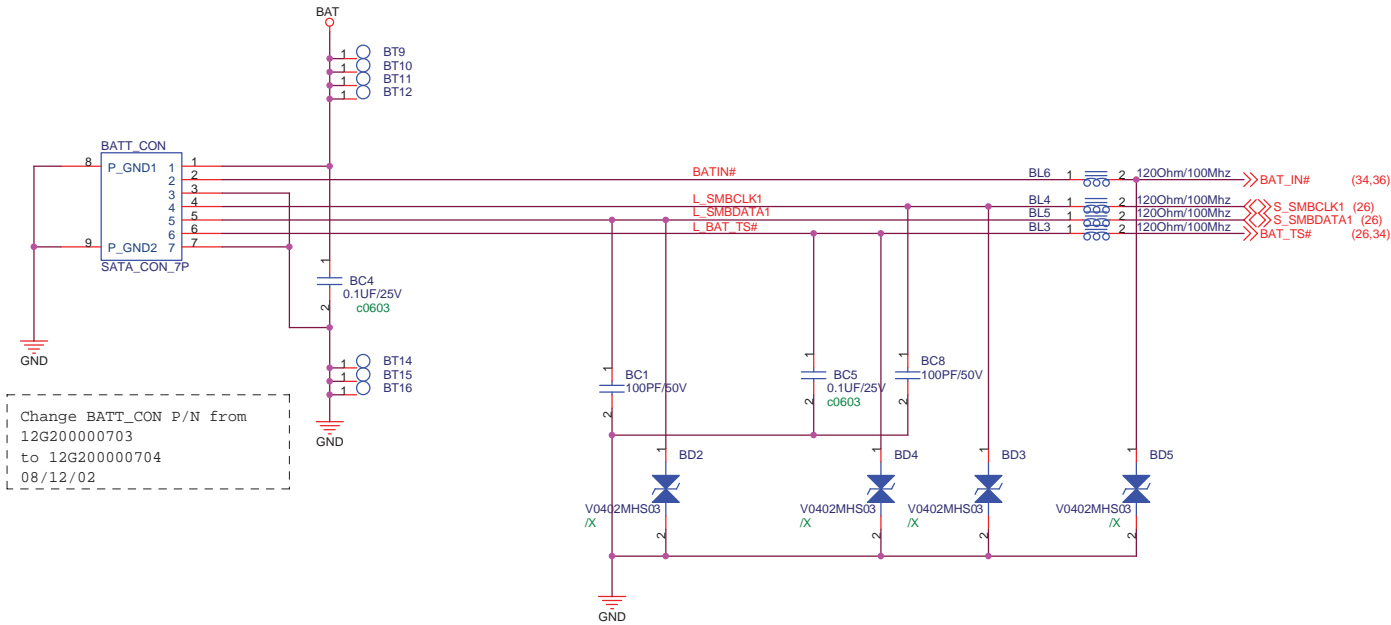 BAT
1 BT9
1 BT10
1 BT11
1 BT12
BATT_CON
8 P_GND1 1 1
2 2
3 3
4 4
5 5
6 6
9 P_GND2 7 7
SATA_CON_7P
BATIN# BL6 1 2 120Ohm/100Mhz BAT_IN# (34,36)
L_SMBCLK1 BL4 1 2 120Ohm/100Mhz S_SMBCLK1 (26)
L_SMBDATA1 BL5 1 2 120Ohm/100Mhz S_SMBDATA1 (26)
L_BAT_TS# BL3 1 2 120Ohm/100Mhz BAT_TS# (26,34)
1
BC4
0.1UF/25V
c0603
2
GND
1 BT14
1 BT15
1 BT16
GND
1
BC1
100PF/50V
2
1
BC5
0.1UF/25V
c0603
2
1
BC8
100PF/50V
2
1 BD2
V0402MHS03
/X
2
1 BD4
V0402MHS03
/X
2
1 BD3
V0402MHS03
/X
2
1 BD5
V0402MHS03
/X
2
GND
Change BATT_CON P/N from
12G200000703
to 12G200000704
08/12/02